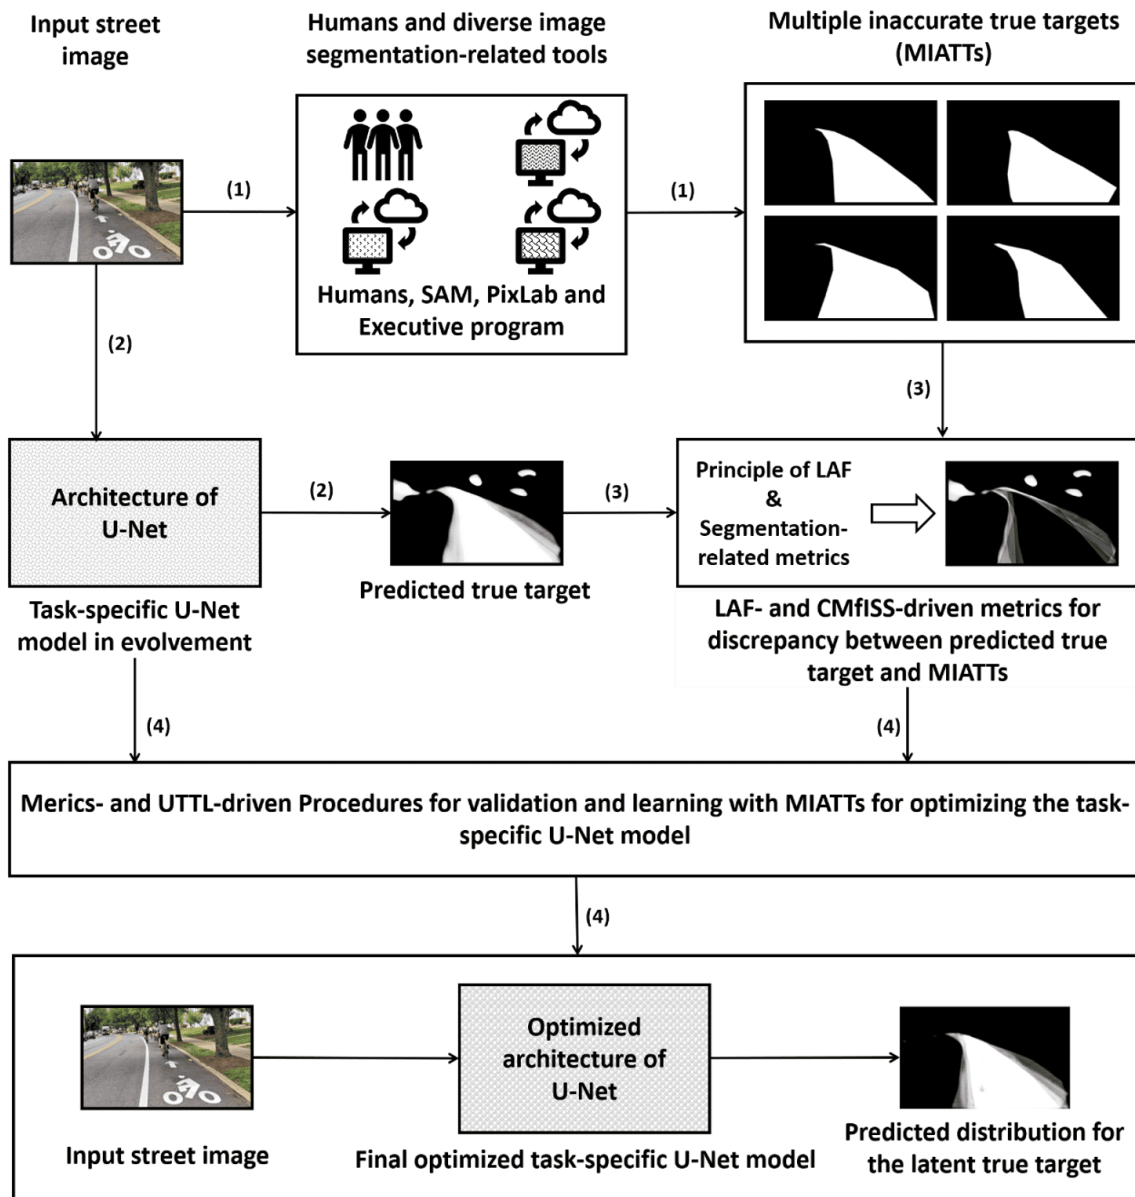 Input street
image
Humans and diverse image
segmentation-related tools
Multiple inaccurate true targets
(MIATTs)
(1)
(1)
Humans, SAM, PixLab and
Executive program
(2)
(3)
Architecture of
U-Net
(2)
(3)
Principle of LAF
&
Segmentation-
related metrics
Predicted true target
Task-specific U-Net
model in evolvement
LAF- and CMfISS-driven metrics for
discrepancy between predicted true
target and MIATTs
(4)
(4)
Merics- and UTTL-driven Procedures for validation and learning with MIATTs for optimizing the task-
specific U-Net model
(4)
Optimized
architecture of
U-Net
Input street image
Final optimized task-specific U-Net model
Predicted distribution for
the latent true target